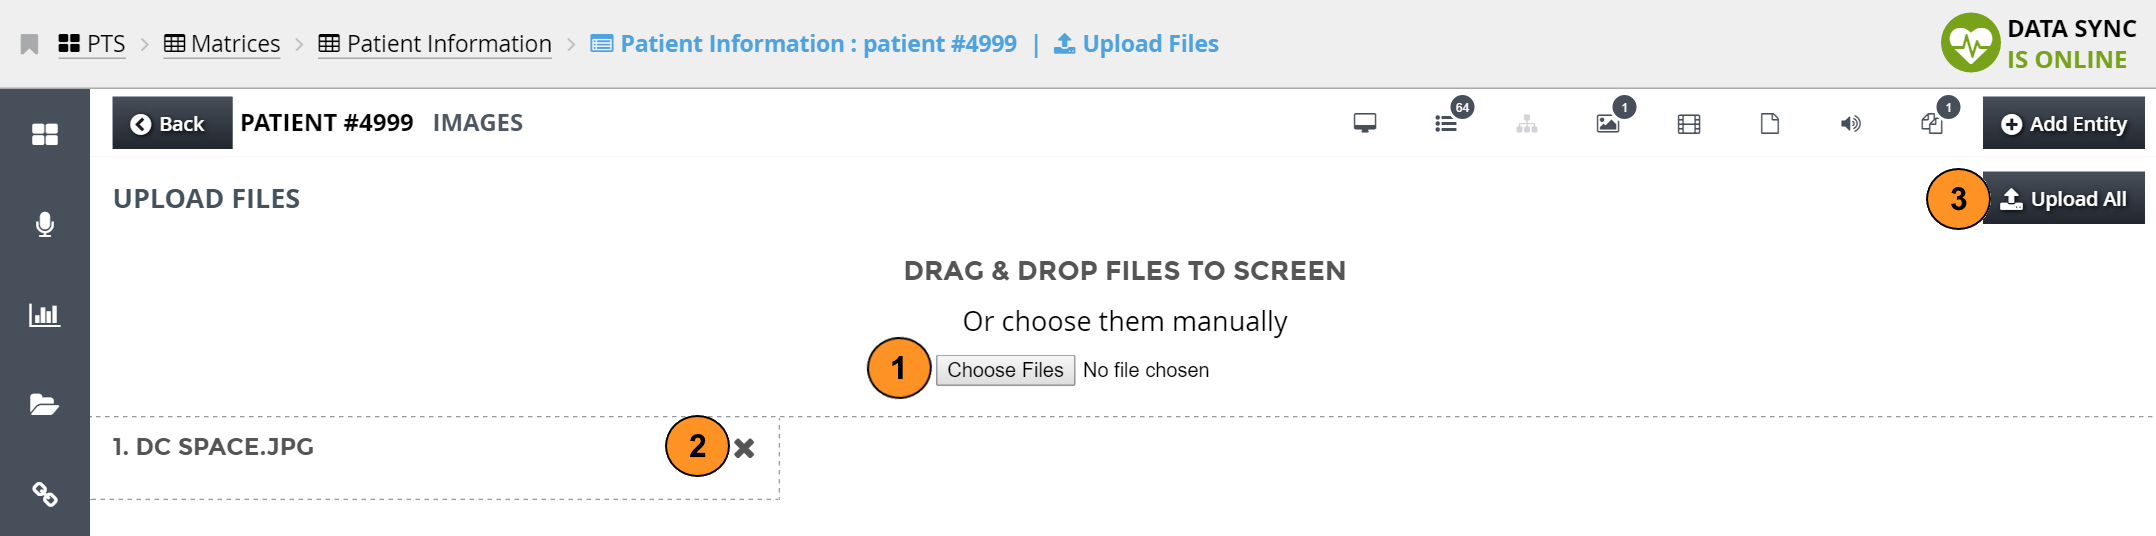 PTS > Matrices > Patient Information > Patient Information : patient #4999 | Upload Files
DATA SYNC
IS ONLINE
Back PATIENT #4999 IMAGES 64 1 1 Add Entity
UPLOAD FILES
3 Upload All
DRAG & DROP FILES TO SCREEN
Or choose them manually
1 Choose Files No file chosen
1. DC SPACE.JPG 2